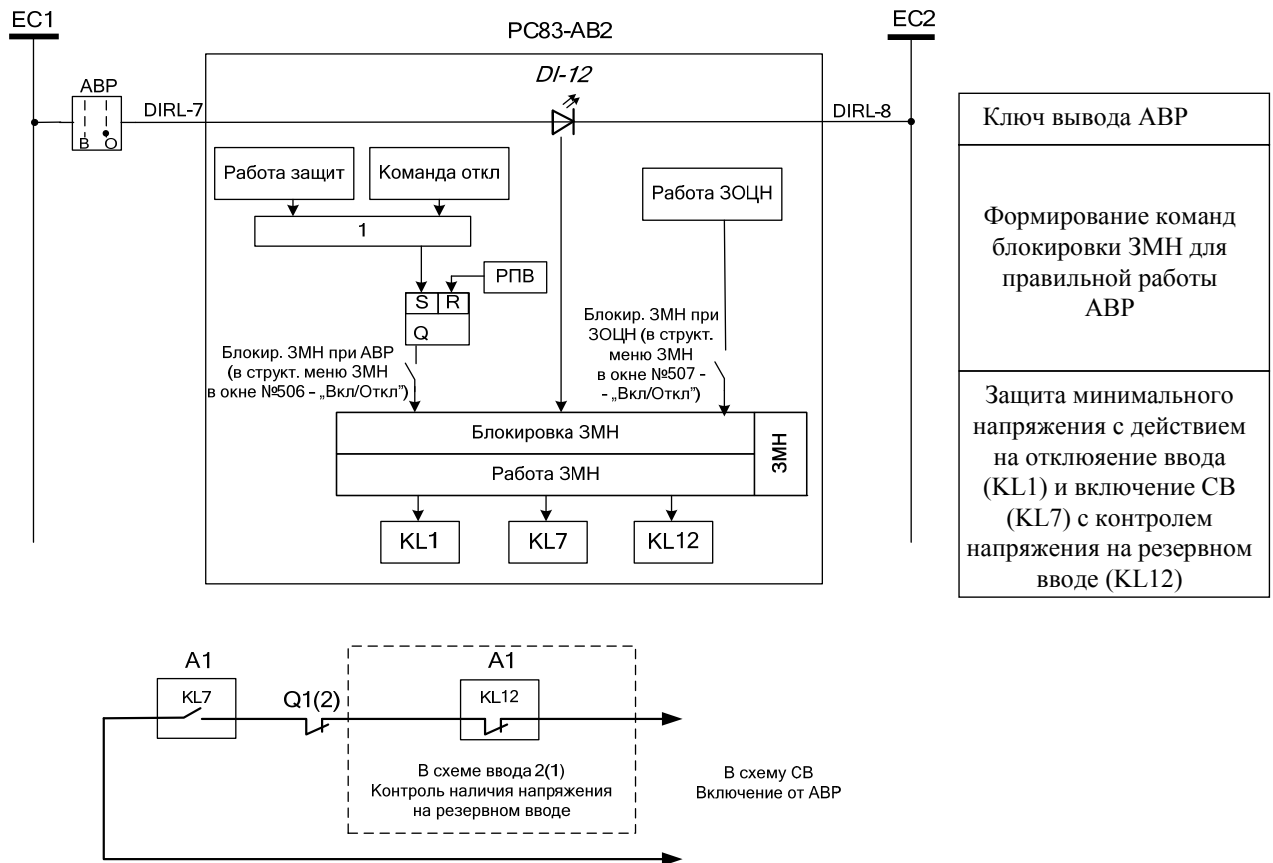 EC1
EC2
РС83-АВ2
АВР
В О
DIRL-7
DI-12
DIRL-8
Работа защит
Команда откл
Работа ЗОЦН
1
РПВ
S R
Q
Блокир. ЗМН при АВР
(в структ. меню ЗМН
в окне №506 – „Вкл/Откл”)
Блокир. ЗМН при
ЗОЦН (в структ.
меню ЗМН
в окне №507 -
- „Вкл/Откл”)
Блокировка ЗМН
Работа ЗМН
ЗМН
KL1
KL7
KL12
Ключ вывода АВР
Формирование команд
блокировки ЗМН для
правильной работы
АВР
Защита минимального
напряжения с действием
на отклюяение ввода
(KL1) и включение СВ
(KL7) с контролем
напряжения на резервном
вводе (KL12)
А1
KL7
Q1(2)
А1
KL12
В схеме ввода 2(1)
Контроль наличия напряжения
на резервном вводе
В схему СВ
Включение от АВР